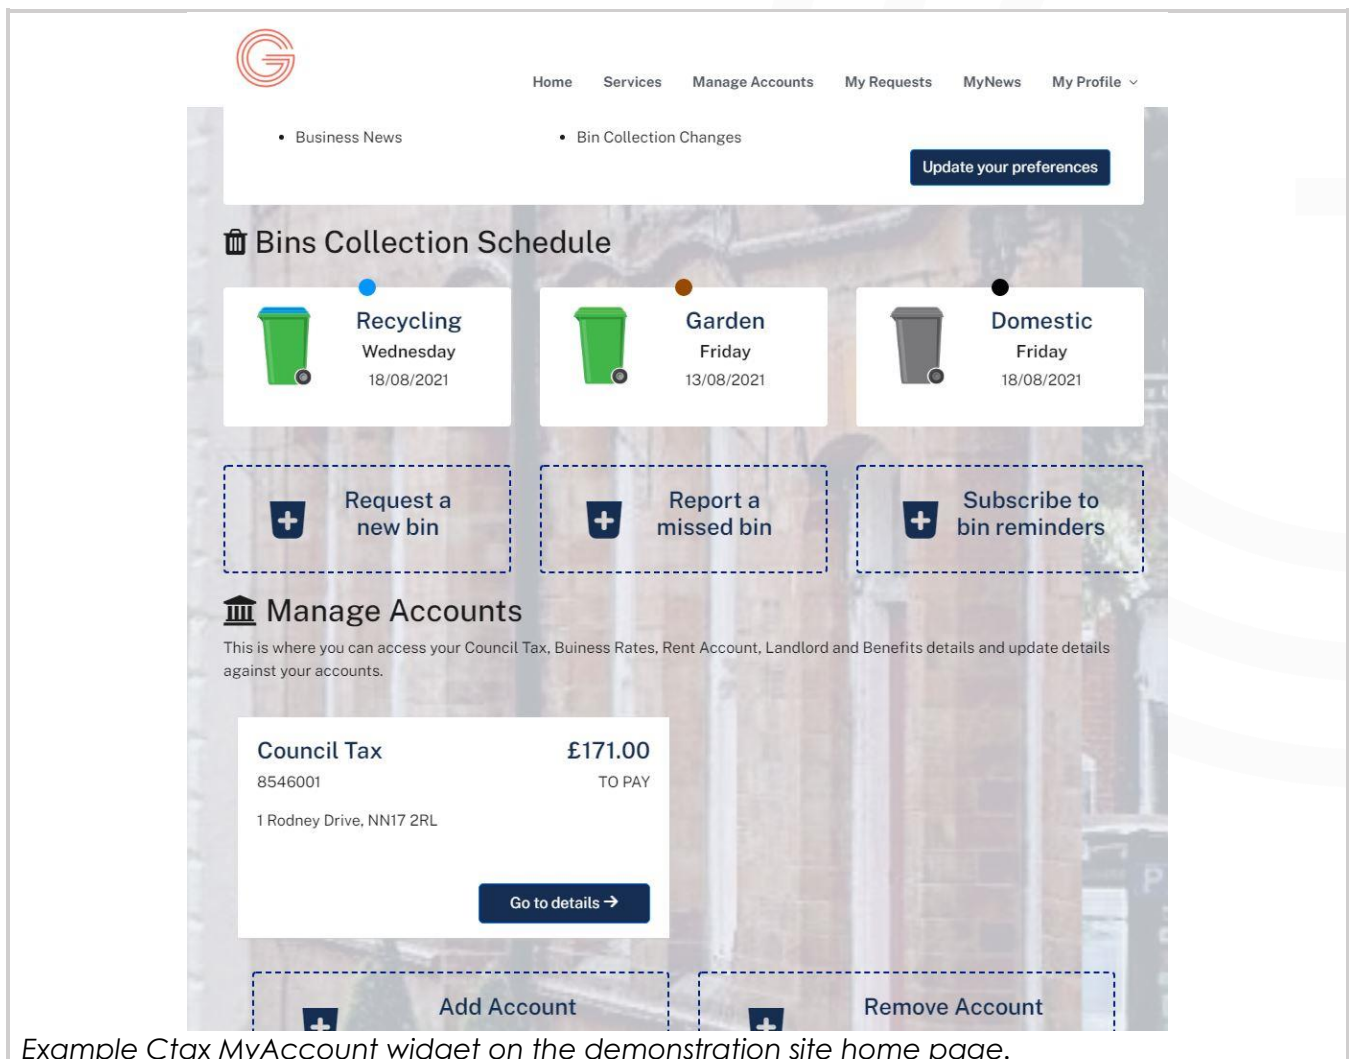 Home Services Manage Accounts My Requests MyNews My Profile
• Business News
• Bin Collection Changes
Update your preferences
Bins Collection Schedule
Recycling
Wednesday
18/08/2021
Garden
Friday
13/08/2021
Domestic
Friday
18/08/2021
Request a
new bin
Report a
missed bin
Subscribe to
bin reminders
Manage Accounts
This is where you can access your Council Tax, Buiness Rates, Rent Account, Landlord and Benefits details and update details
against your accounts.
Council Tax
£171.00
8546001
TO PAY
1 Rodney Drive, NN17 2RL
Go to details →
Add Account
Remove Account
Example Ctax MyAccount widget on the demonstration site home page.